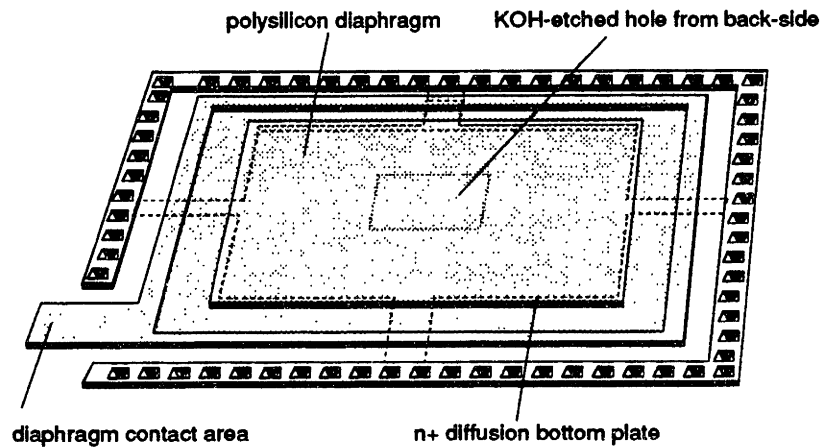 polysilicon diaphragm
KOH-etched hole from back-side
diaphragm contact area
n+ diffusion bottom plate